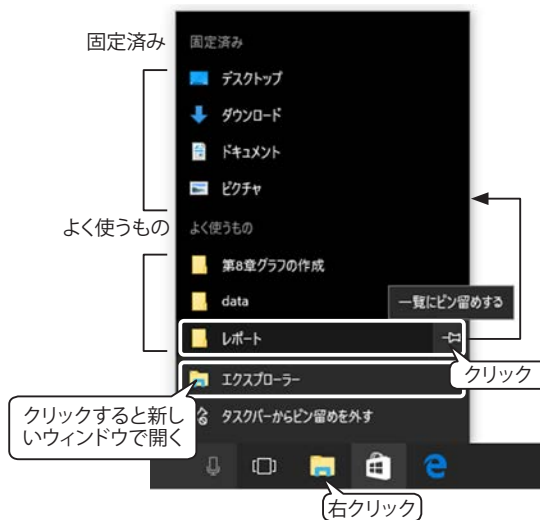 固定済み
固定済み
デスクトップ
ダウンロード
ドキュメント
ピクチャ
よく使うもの
よく使うもの
第8章グラフの作成
data
一覧にピン留めする
レポート
クリック
エクスプローラー
クリックすると新し
いウィンドウで開く
タスクバーからピン留めを外す
右クリック